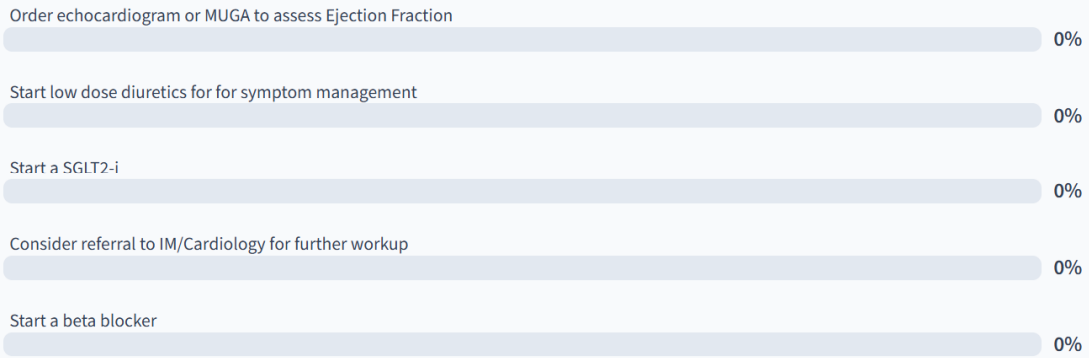 Order echocardiogram or MUGA to assess Ejection Fraction
0%
Start low dose diuretics for for symptom management
0%
Start a SGLT2-i
0%
Consider referral to IM/Cardiology for further workup
0%
Start a beta blocker
0%